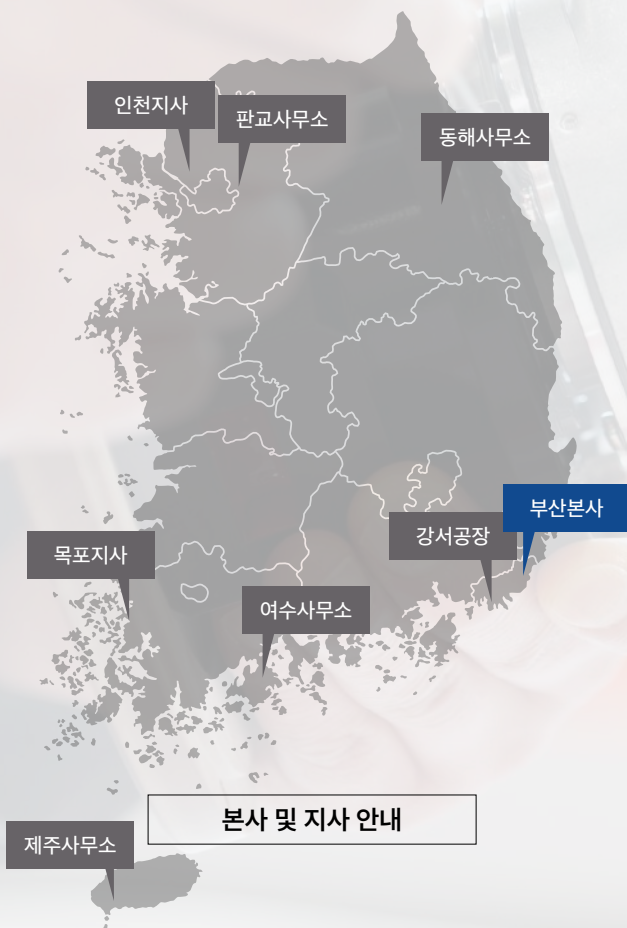 인천지사
판교사무소
동해사무소
부산본사
강서공장
목포지사
여수사무소
본사 및 지사 안내
제주사무소